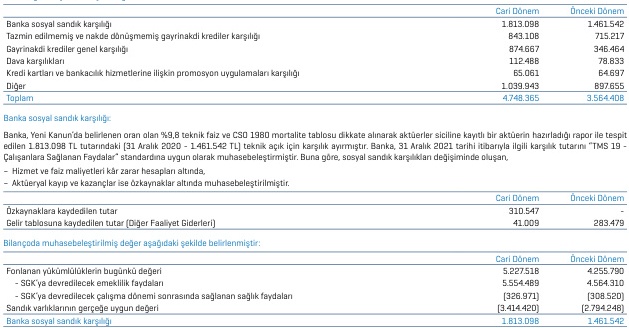 Cari Dönem Önceki Dönem
Banka sosyal sandık karşılığı 1.813.098 1.461.542
Tazmin edilmemiş ve nakde dönüşmemiş gayrinakdi krediler karşılığı 843.108 715.217
Gayrinakdi krediler genel karşılığı 874.667 346.464
Dava karşılıkları 112.488 78.833
Kredi kartları ve bankacılık hizmetlerine ilişkin promosyon uygulamaları karşılığı 65.061 64.697
Diğer 1.039.943 897.655
Toplam 4.748.365 3.564.408
Banka sosyal sandık karşılığı:
Banka, Yeni Kanun'da belirlenen oran olan %9,8 teknik faiz ve CSO 1980 mortalite tablosu dikkate alınarak aktüerler siciline kayıtlı bir aktüerin hazırladığı rapor ile tespit
edilen 1.813.098 TL tutarındaki (31 Aralık 2020 - 1.461.542 TL) teknik açık için karşılık ayırmıştır. Banka, 31 Aralık 2021 tarihi itibarıyla ilgili karşılık tutarını "TMS 19 -
Çalışanlara Sağlanan Faydalar" standardına uygun olarak muhasebeleştirmiştir. Buna göre, sosyal sandık karşılıkları değişiminde oluşan,
– Hizmet ve faiz maliyetleri kâr zarar hesapları altında,
– Aktüeryal kayıp ve kazançlar ise özkaynaklar altında muhasebeleştirilmiştir.
Cari Dönem Önceki Dönem
Özkaynaklara kaydedilen tutar 310.547 -
Gelir tablosuna kaydedilen tutar (Diğer Faaliyet Giderleri) 41.009 283.479
Bilançoda muhasebeleştirilmiş değer aşağıdaki şekilde belirlenmiştir:
Cari Dönem Önceki Dönem
Fonlanan yükümlülüklerin bugünkü değeri 5.227.518 4.255.790
- SGK'ya devredilecek emeklilik faydaları 5.554.489 4.564.310
- SGK'ya devredilecek çalışma dönemi sonrasında sağlanan sağlık faydaları (326.971) (308.520)
Sandık varlıklarının gerçeğe uygun değeri (3.414.420) (2.794.248)
Banka sosyal sandık karşılığı 1.813.098 1.461.542